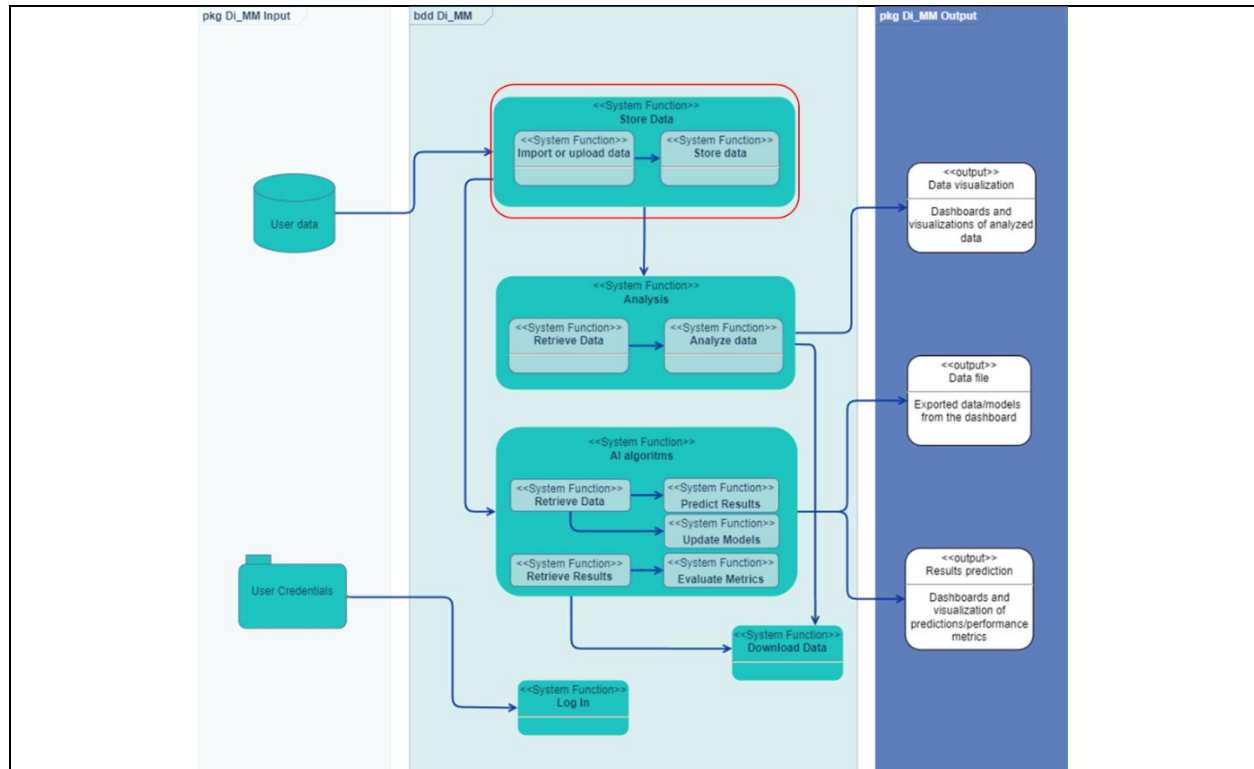 pkg Di_MM Input
bdd Di_MM
pkg Di_MM Output
<<System Function>>
Store Data
<<System Function>>
Import or upload data
<<System Function>>
Store data
User data
<<output>>
Data visualization
Dashboards and
visualizations of analyzed
data
<<System Function>>
Analysis
<<System Function>>
Retrieve Data
<<System Function>>
Analyze data
<<output>>
Data file
Exported data/models
from the dashboard
<<System Function>>
AI algoritms
<<System Function>>
Retrieve Data
<<System Function>>
Predict Results
<<System Function>>
Update Models
<<System Function>>
Retrieve Results
<<System Function>>
Evaluate Metrics
User Credentials
<<output>>
Results prediction
Dashboards and
visualization of
predictions/performance
metrics
<<System Function>>
Download Data
<<System Function>>
Log In